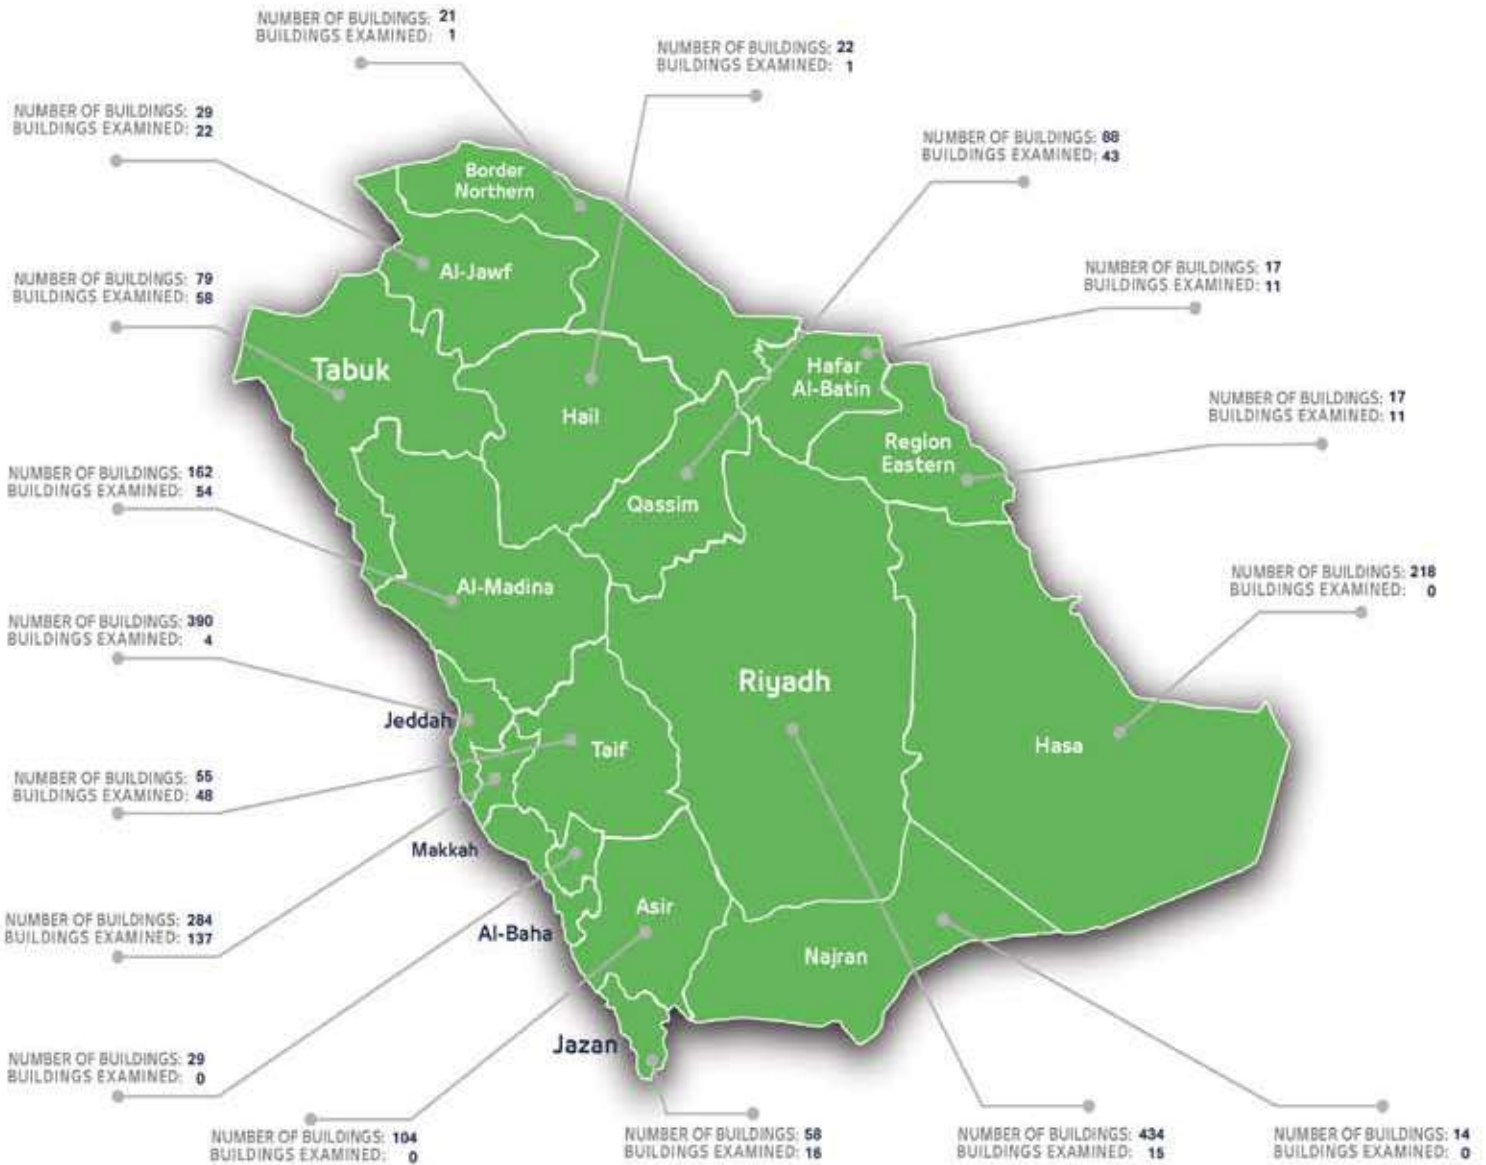 NUMBER OF BUILDINGS: 21
BUILDINGS EXAMINED: 1
NUMBER OF BUILDINGS: 22
BUILDINGS EXAMINED: 1
NUMBER OF BUILDINGS: 29
BUILDINGS EXAMINED: 22
NUMBER OF BUILDINGS: 88
BUILDINGS EXAMINED: 43
Border
Northern
Al-Jawf
NUMBER OF BUILDINGS: 79
BUILDINGS EXAMINED: 58
NUMBER OF BUILDINGS: 17
BUILDINGS EXAMINED: 11
Tabuk
Hafar
Al-Batin
Hail
NUMBER OF BUILDINGS: 17
BUILDINGS EXAMINED: 11
Region
Eastern
NUMBER OF BUILDINGS: 162
BUILDINGS EXAMINED: 54
Qassim
Al-Madina
NUMBER OF BUILDINGS: 218
BUILDINGS EXAMINED: 0
NUMBER OF BUILDINGS: 390
BUILDINGS EXAMINED: 4
Riyadh
Jeddah
Taif
Hasa
NUMBER OF BUILDINGS: 55
BUILDINGS EXAMINED: 48
Makkah
NUMBER OF BUILDINGS: 284
BUILDINGS EXAMINED: 137
Asir
Al-Baha
Najran
Jazan
NUMBER OF BUILDINGS: 29
BUILDINGS EXAMINED: 0
NUMBER OF BUILDINGS: 104
BUILDINGS EXAMINED: 0
NUMBER OF BUILDINGS: 58
BUILDINGS EXAMINED: 16
NUMBER OF BUILDINGS: 434
BUILDINGS EXAMINED: 15
NUMBER OF BUILDINGS: 14
BUILDINGS EXAMINED: 0